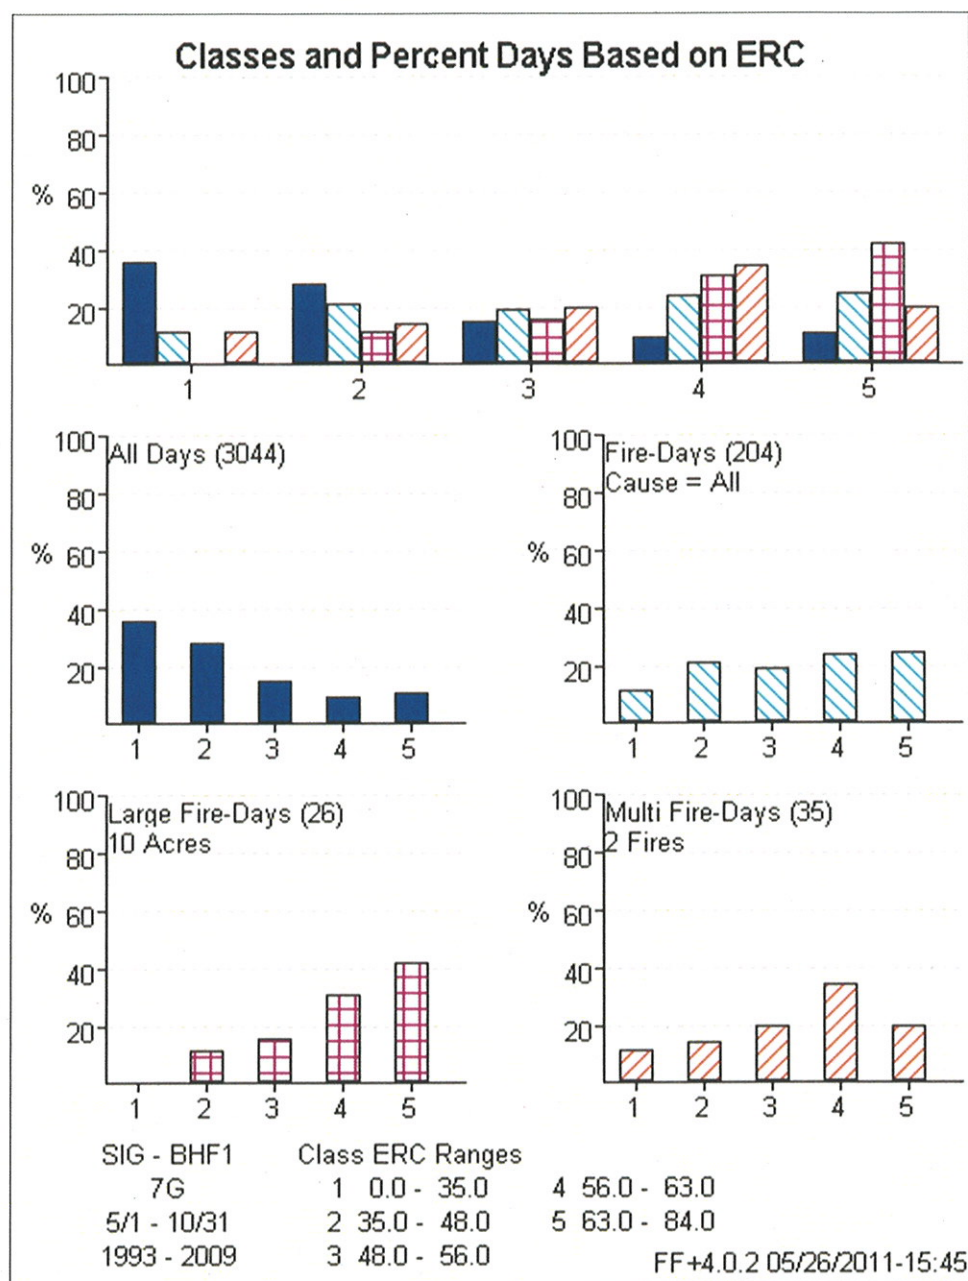 Classes and Percent Days Based on ERC
100
80
% 60
40
20
1 2 3 4 5
All Days (3044)
100
80
% 60
40
20
1 2 3 4 5
Fire-Days (204)
Cause = All
100
80
% 60
40
20
1 2 3 4 5
Large Fire-Days (26)
10 Acres
100
80
% 60
40
20
1 2 3 4 5
Multi Fire-Days (35)
2 Fires
100
80
% 60
40
20
1 2 3 4 5
SIG - BHF1
7G
5/1 - 10/31
1993 - 2009
Class ERC Ranges
1 0.0 - 35.0
2 35.0 - 48.0
3 48.0 - 56.0
4 56.0 - 63.0
5 63.0 - 84.0
FF+4.0.2 05/26/2011-15:45